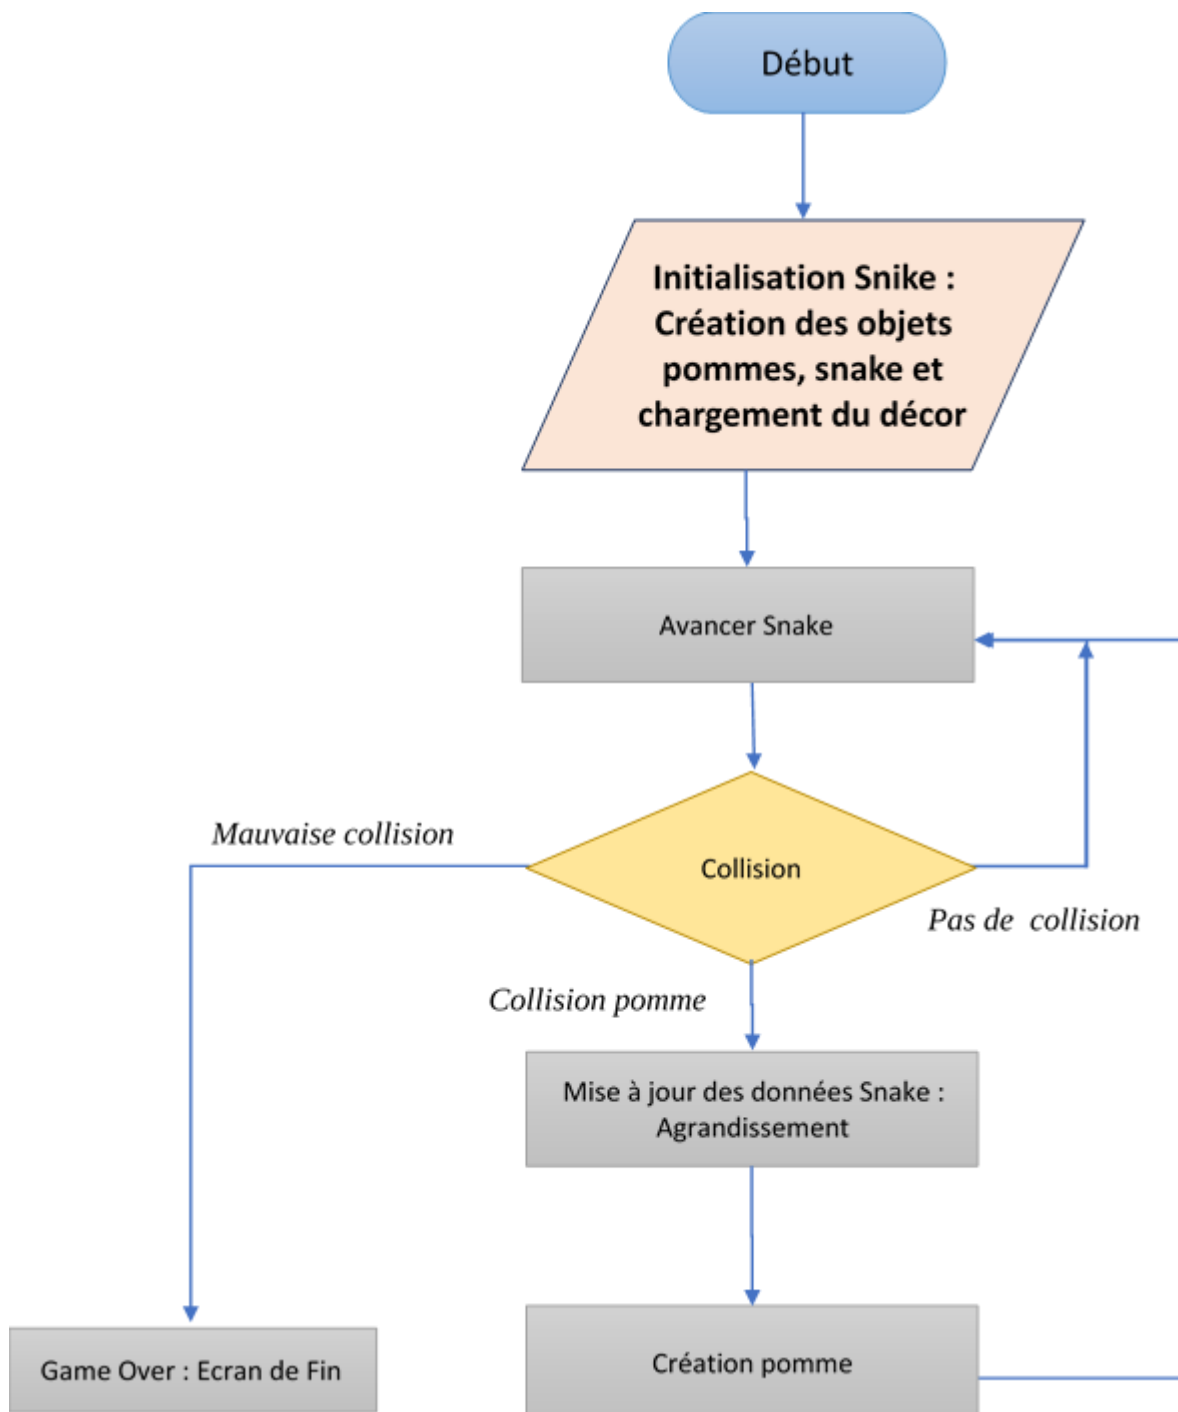 Début
Initialisation Snike :
Création des objets
pommes, snake et
chargement du décor
Avancer Snake
Mauvaise collision
Collision
Pas de  collision
Collision pomme
Mise à jour des données Snake :
Agrandissement
Game Over : Ecran de Fin
Création pomme